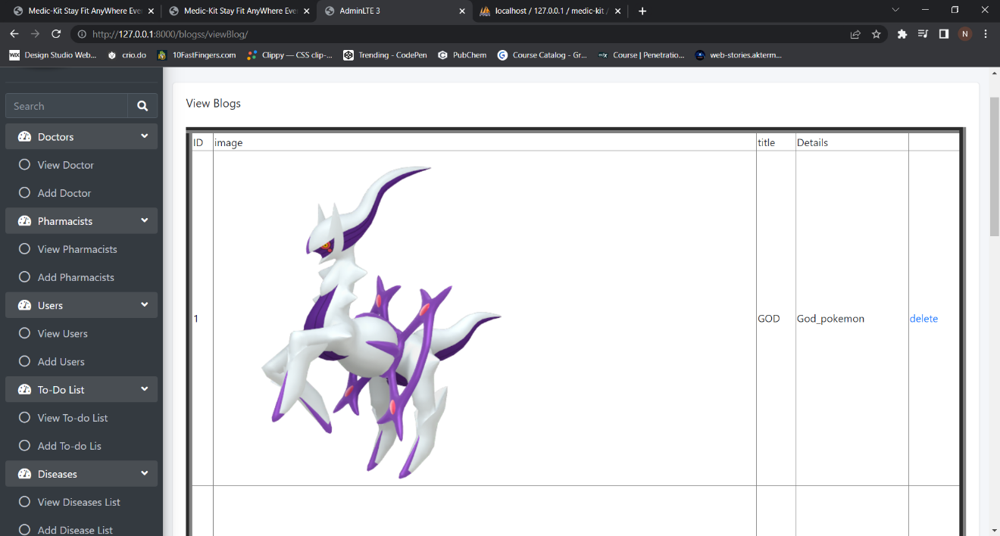 Medic-Kit Stay Fit AnyWhere Eve
Medic-Kit Stay Fit AnyWhere Eve
AdminLTE 3
localhost / 127.0.0.1 / medic-kit /
http://127.0.0.1:8000/blogss/viewBlog/
N
WIX Design Studio Web...
crio.do
10FastFingers.com
Clippy — CSS clip-...
Trending - CodePen
PubChem
G Course Catalog - Gr...
edX Course | Penetratio...
web-stories.akterm...
Search
Doctors
View Doctor
Add Doctor
Pharmacists
View Pharmacists
Add Pharmacists
Users
View Users
Add Users
To-Do List
View To-do List
Add To-do Lis
Diseases
View Diseases List
Add Disease List
View Blogs
ID image title Details
1 GOD God_pokemon delete